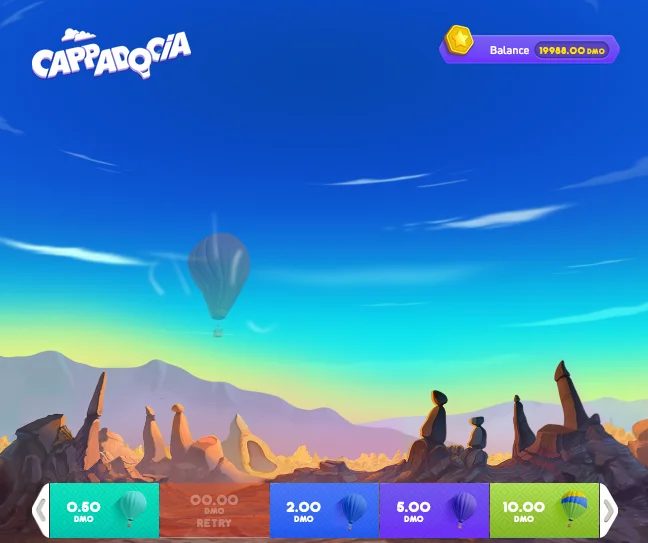 CAPPADOCIA
Balance 19988.00 DMO
0.50
DMO
00.00
DMO
RETRY
2.00
DMO
5.00
DMO
10.00
DMO